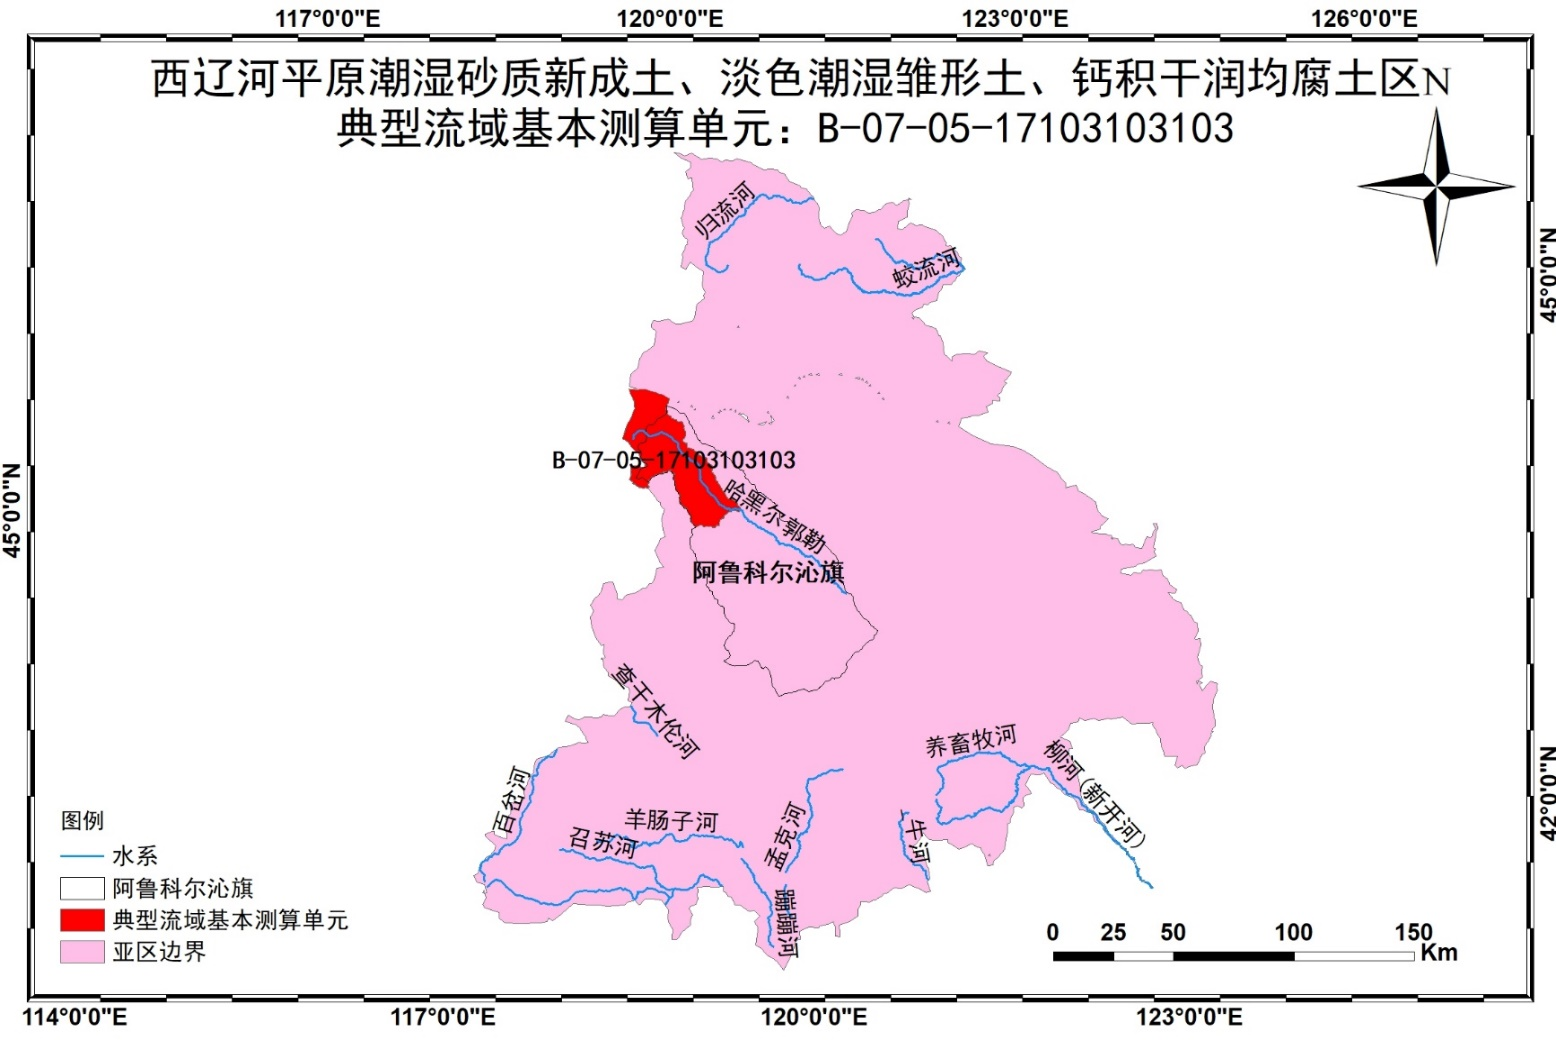 117°0'0"E
120°0'0"E
123°0'0"E
126°0'0"E
西辽河平原潮湿砂质新成土、淡色潮湿雏形土、钙积干润均腐土区
N
典型流域基本测算单元：B-07-05-17103103103
归流河
蛟流河
45°0'0"N
B-07-05-17103103103
哈黑尔郭勒
45°0'0"N
阿鲁科尔沁旗
查干木伦河
养畜牧河
柳河(新开河)
42°0'0"N
百岔河
羊肠子河
召苏河
孟克河
牛河
蹦蹦河
图例
水系
阿鲁科尔沁旗
典型流域基本测算单元
亚区边界
0 25 50 100 150
Km
114°0'0"E
117°0'0"E
120°0'0"E
123°0'0"E